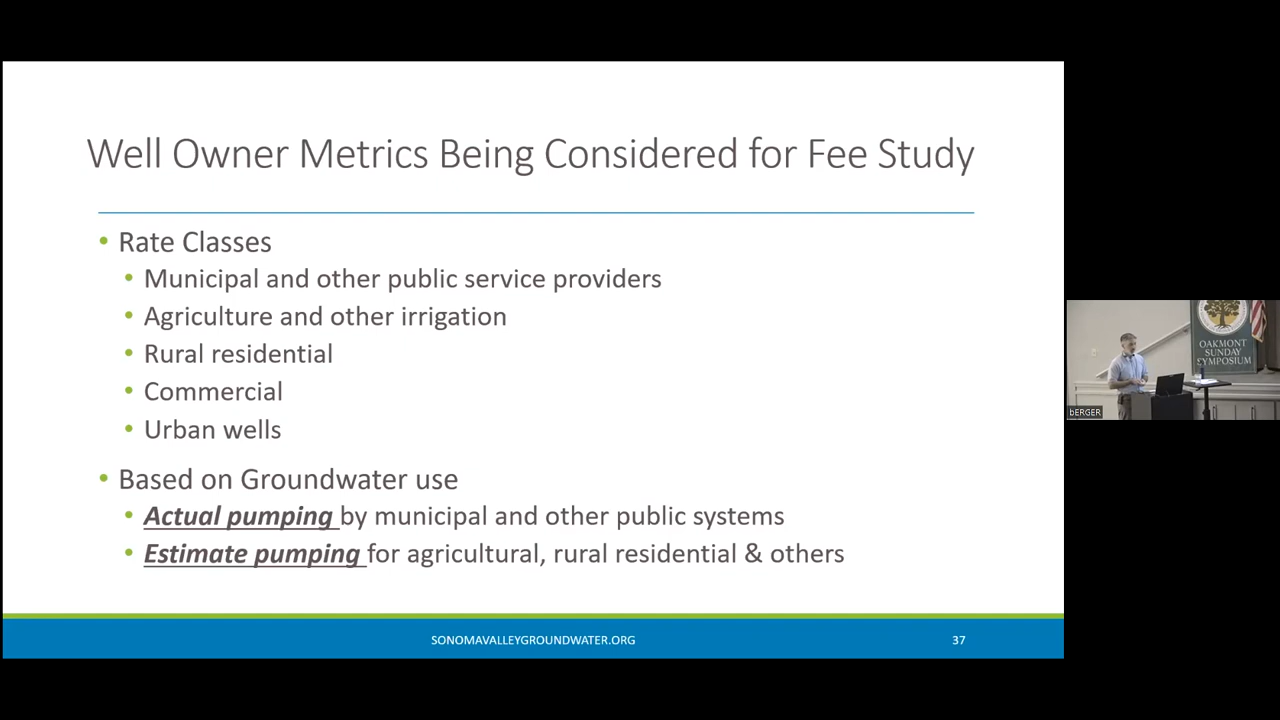 Well Owner Metrics Being Considered for Fee Study
• Rate Classes
• Municipal and other public service providers
• Agriculture and other irrigation
• Rural residential
• Commercial
• Urban wells
• Based on Groundwater use
• Actual pumping by municipal and other public systems
• Estimate pumping for agricultural, rural residential & others
SONOMAVALLEYGROUNDWATER.ORG
37
OAKMONT
SUNDAY
SYMPOSIUM
bERGER